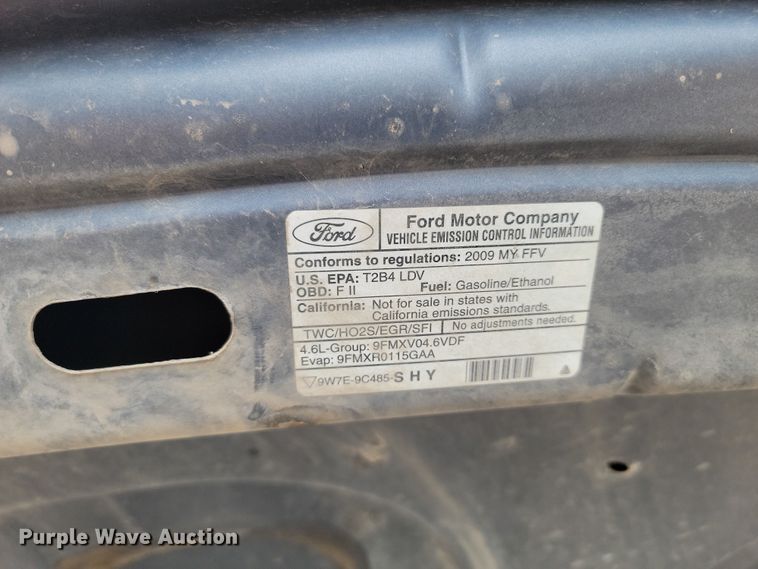 Ford
Ford Motor Company
VEHICLE EMISSION CONTROL INFORMATION
Conforms to regulations: 2009 MY FFV
U.S. EPA: T2B4 LDV
OBD: F II Fuel: Gasoline/Ethanol
California: Not for sale in states with
California emissions standards.
TWC/HO2S/EGR/SFI No adjustments needed.
4.6L-Group: 9FMXV04.6VDF
Evap: 9FMXR0115GAA
9W7E-9C485-SHY
Purple Wave Auction